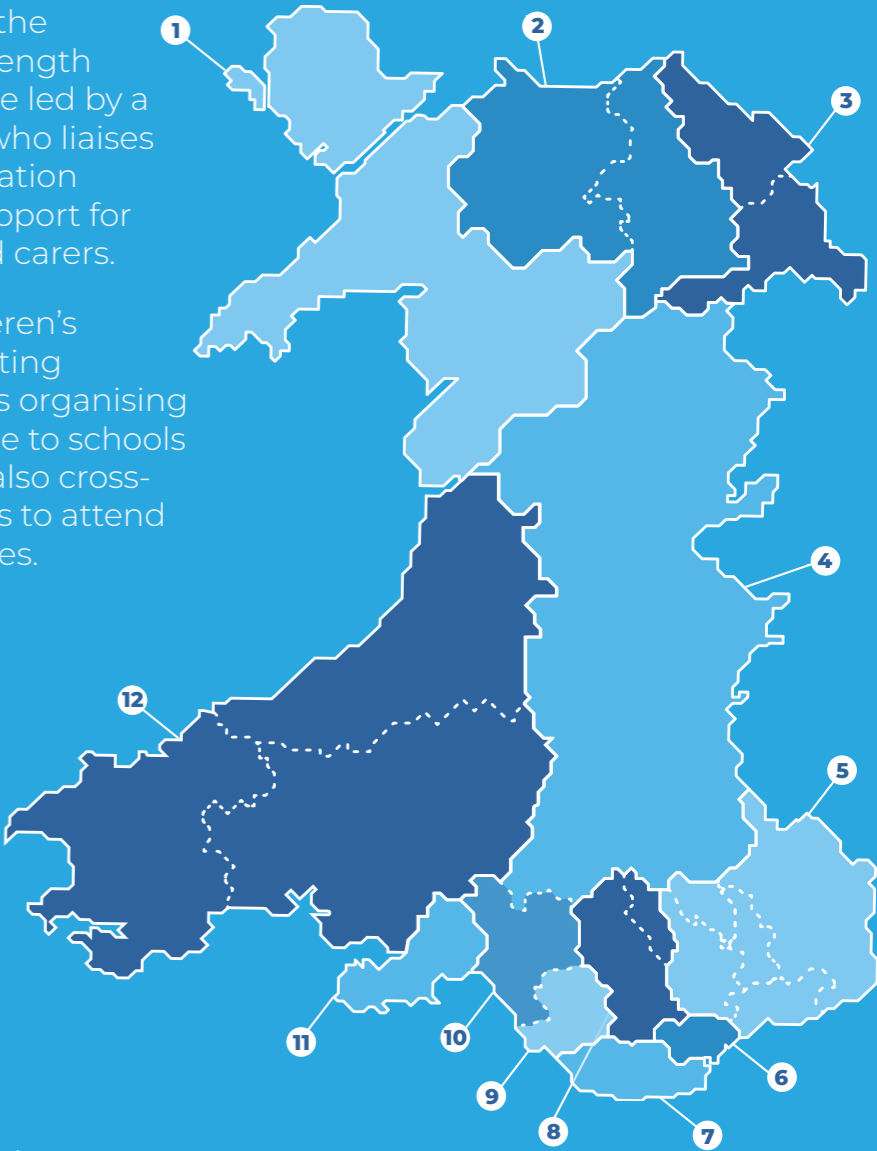 the
ength
e led by a
who liaises
ation
pport for
d carers.
eren's
ting
s organising
e to schools
also cross-
s to attend
es.
1
2
3
4
5
6
7
8
9
10
11
12